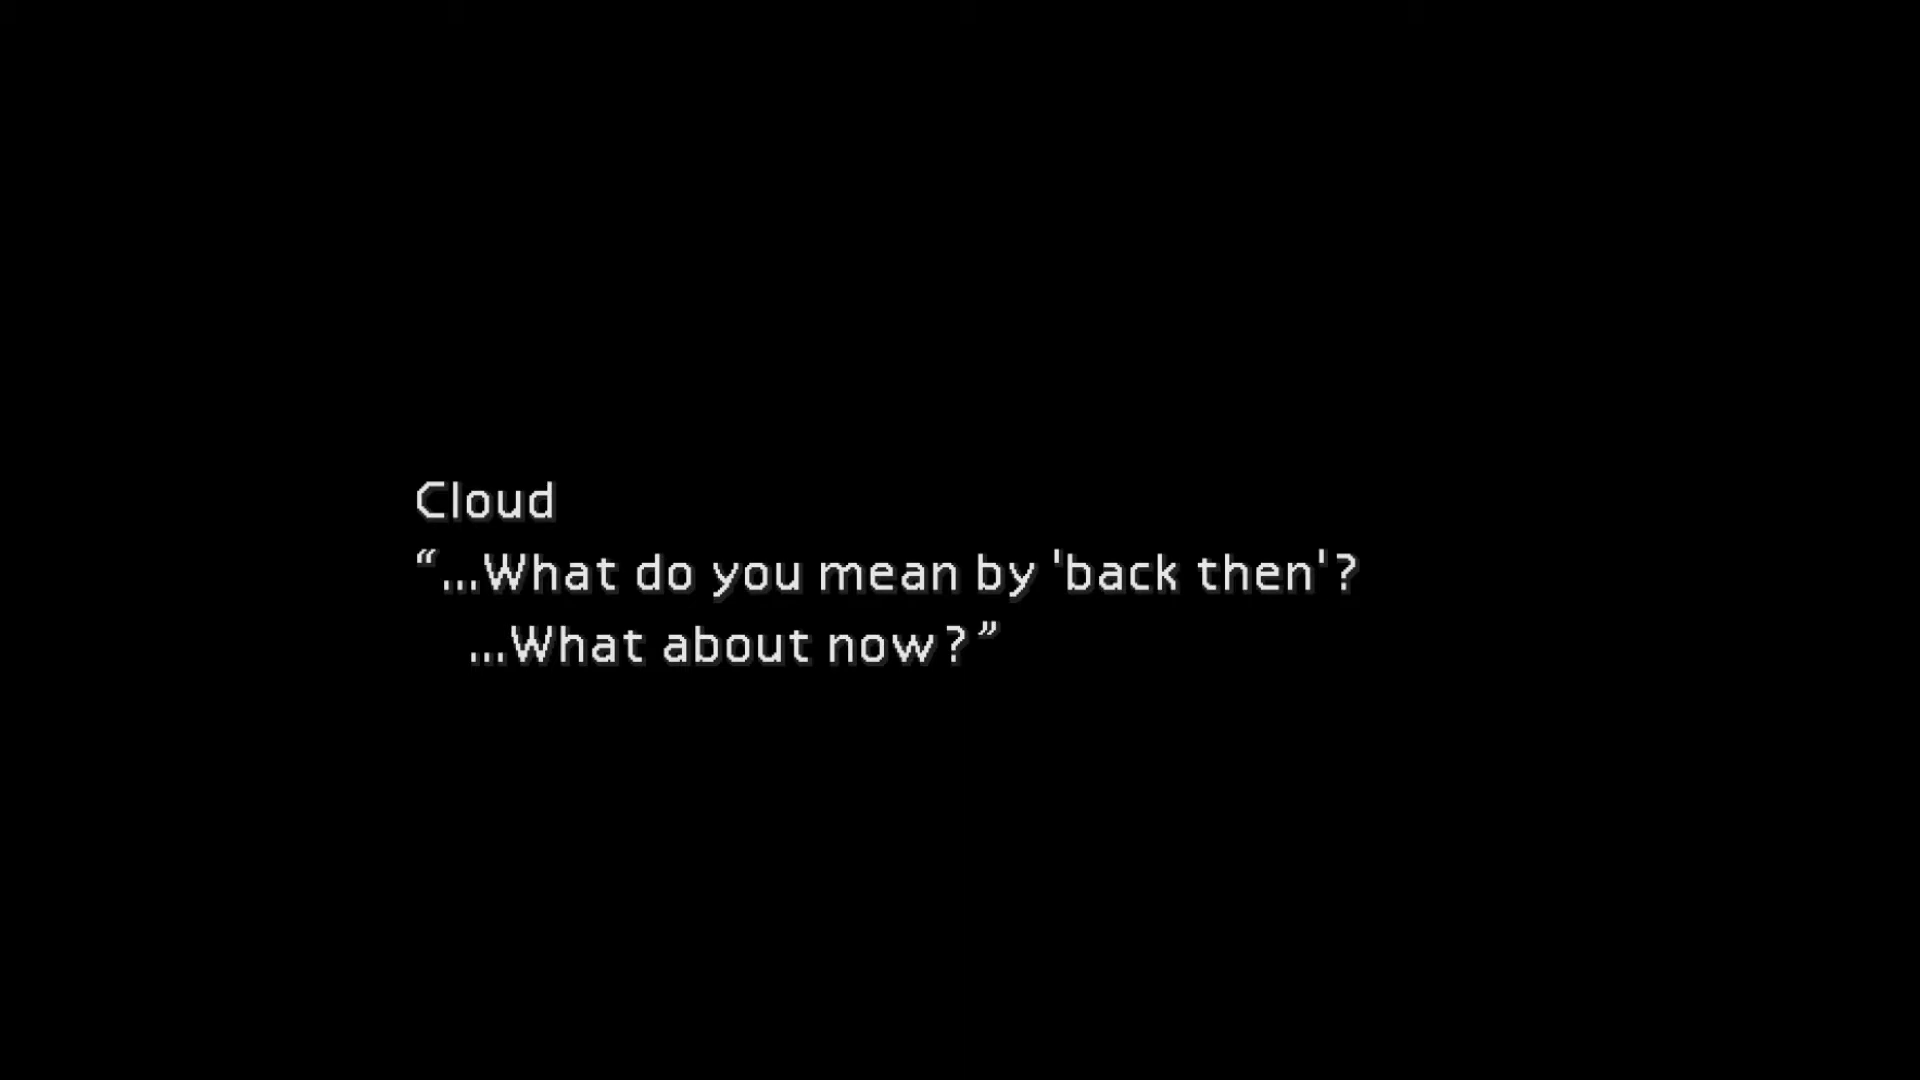 Cloud
“...What do you mean by 'back then'?
...What about now?”